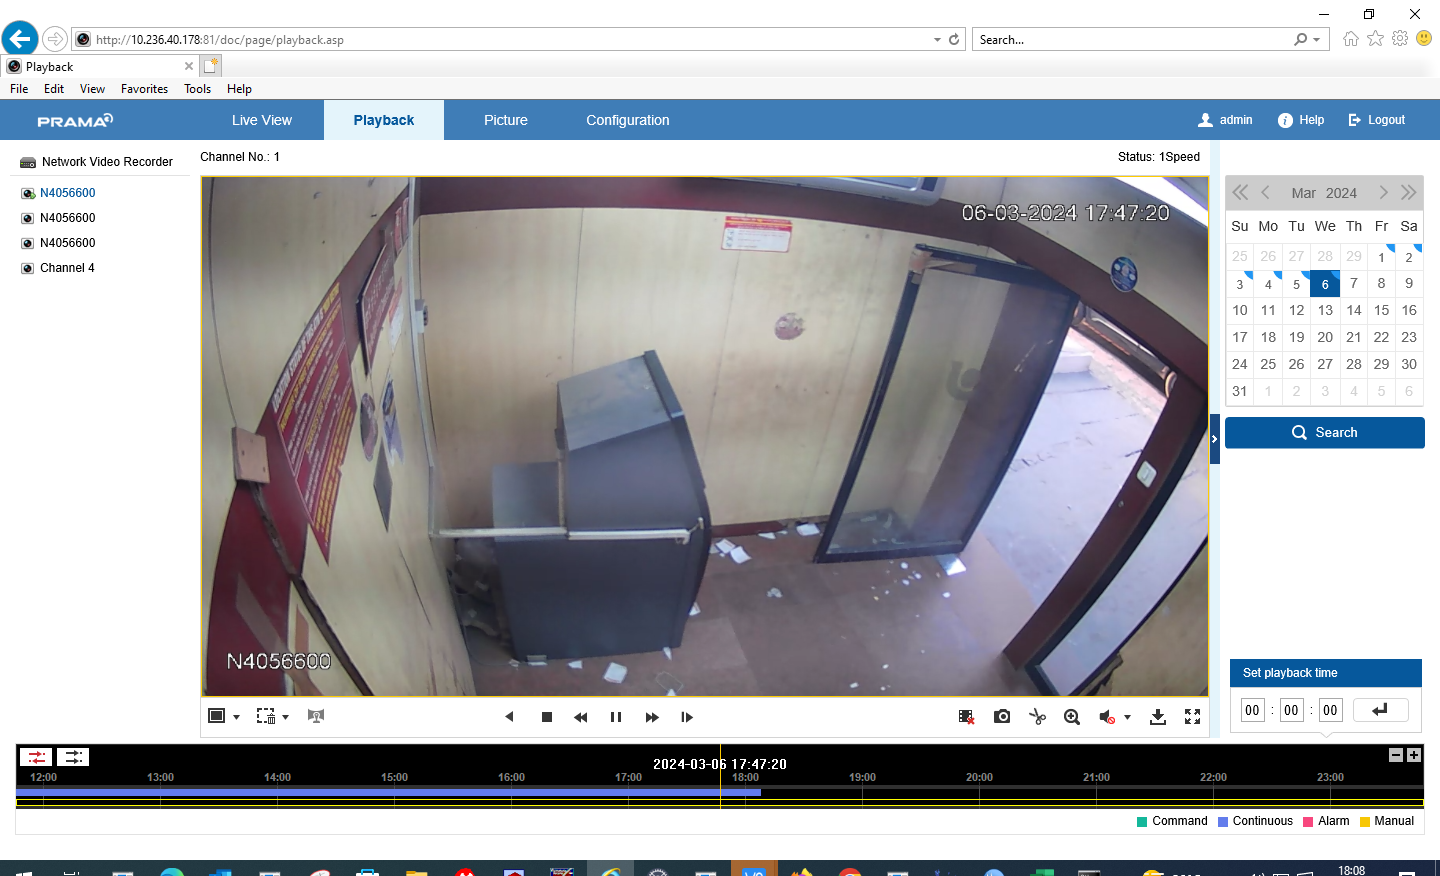 http://10.236.40.178:81/doc/page/playback.asp
Search...
Playback
File Edit View Favorites Tools Help
PRAMA
Live View Playback Picture Configuration
admin Help Logout
Network Video Recorder
N4056600
N4056600
N4056600
Channel 4
Channel No.: 1
Status: 1Speed
06-03-2024 17:47:20
N4056600
Mar 2024
Su Mo Tu We Th Fr Sa
25 26 27 28 29 1 2
3 4 5 6 7 8 9
10 11 12 13 14 15 16
17 18 19 20 21 22 23
24 25 26 27 28 29 30
31 1 2 3 4 5 6
Search
Set playback time
00 : 00 : 00
2024-03-06 17:47:20
12:00 13:00 14:00 15:00 16:00 17:00 18:00 19:00 20:00 21:00 22:00 23:00
Command Continuous Alarm Manual
18:08